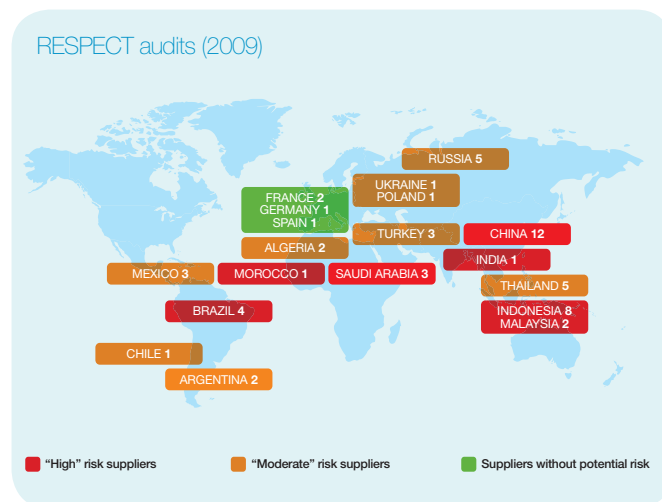 RESPECT audits (2009)
RUSSIA 5
UKRAINE 1
POLAND 1
FRANCE 2
GERMANY 1
SPAIN 1
TURKEY 3
CHINA 12
ALGERIA 2
INDIA 1
MEXICO 3
MOROCCO 1
SAUDI ARABIA 3
THAILAND 5
BRAZIL 4
INDONESIA 8
MALAYSIA 2
CHILE 1
ARGENTINA 2
"High" risk suppliers
"Moderate" risk suppliers
Suppliers without potential risk